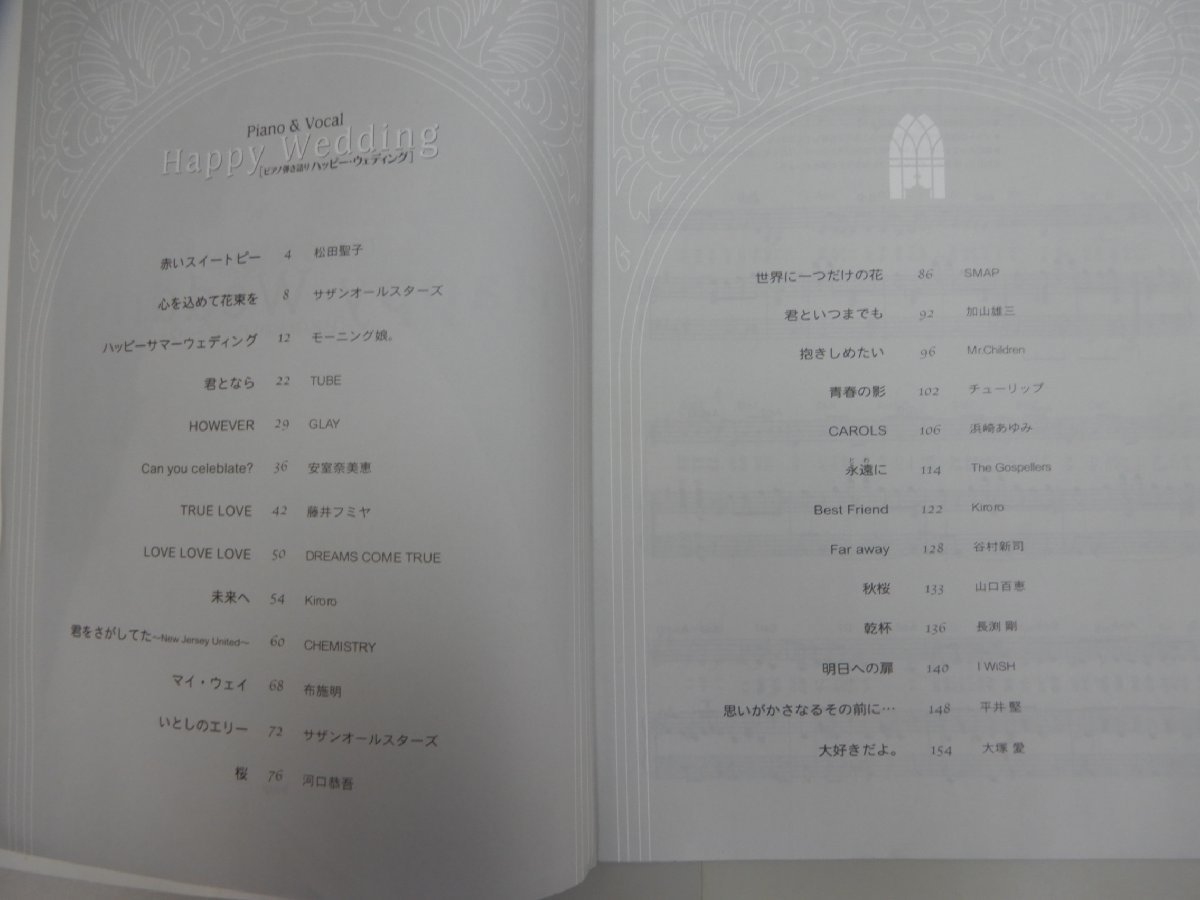 Piano & Vocal
Happy Wedding
[ピアノ弾き語り ハッピー・ウェディング]
赤いスイートピー 4 松田聖子
心を込めて花束を 8 サザンオールスターズ
ハッピーサマーウェディング 12 モーニング娘。
君となら 22 TUBE
HOWEVER 29 GLAY
Can you celeblate? 36 安室奈美恵
TRUE LOVE 42 藤井フミヤ
LOVE LOVE LOVE 50 DREAMS COME TRUE
未来へ 54 Kiroro
君をさがしてた～New Jersey United～ 60 CHEMISTRY
マイ・ウェイ 68 布施明
いとしのエリー 72 サザンオールスターズ
桜 76 河口恭吾
世界に一つだけの花 86 SMAP
君といつまでも 92 加山雄三
抱きしめたい 96 Mr.Children
青春の影 102 チューリップ
CAROLS 106 浜崎あゆみ
とわ
永遠に 114 The Gospellers
Best Friend 122 Kiroro
Far away 128 谷村新司
秋桜 133 山口百恵
乾杯 136 長渕 剛
明日への扉 140 I WiSH
思いがかさなるその前に… 148 平井 堅
大好きだよ。 154 大塚 愛